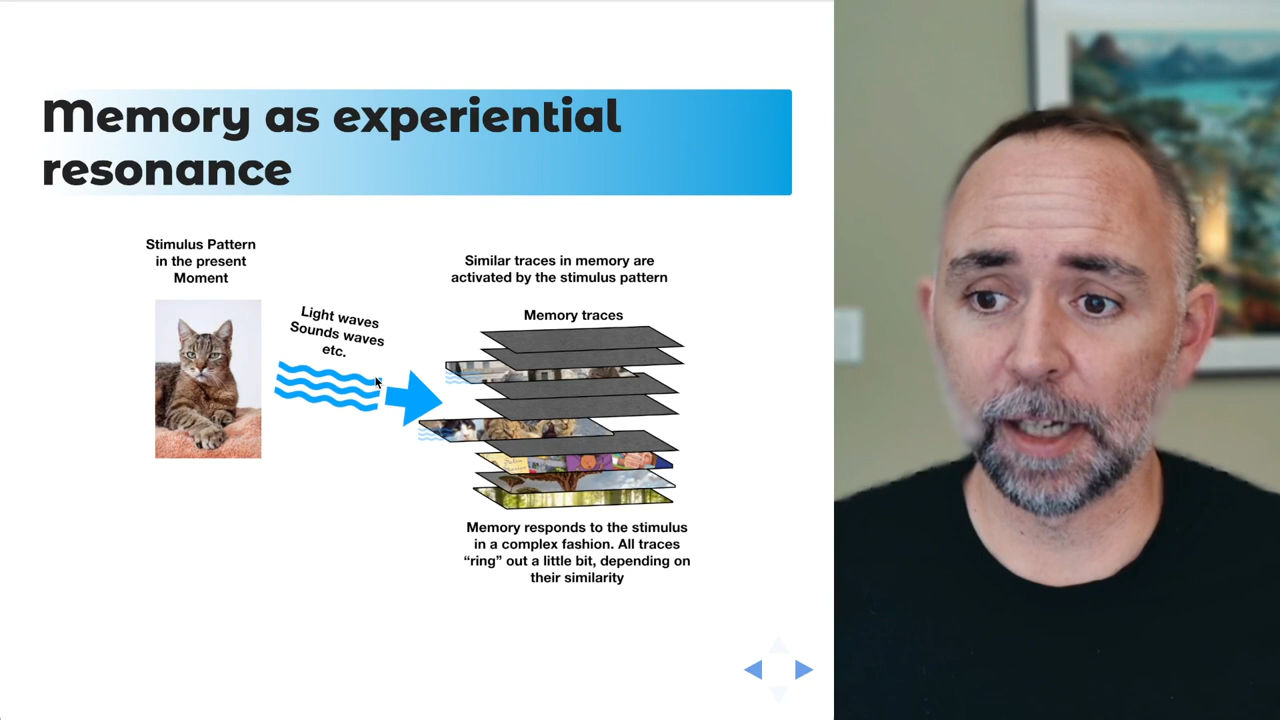 Memory as experiential
resonance
Stimulus Pattern
in the present
Moment
Light waves
Sounds waves
etc.
Similar traces in memory are
activated by the stimulus pattern
Memory traces
Memory responds to the stimulus
in a complex fashion. All traces
“ring” out a little bit, depending on
their similarity